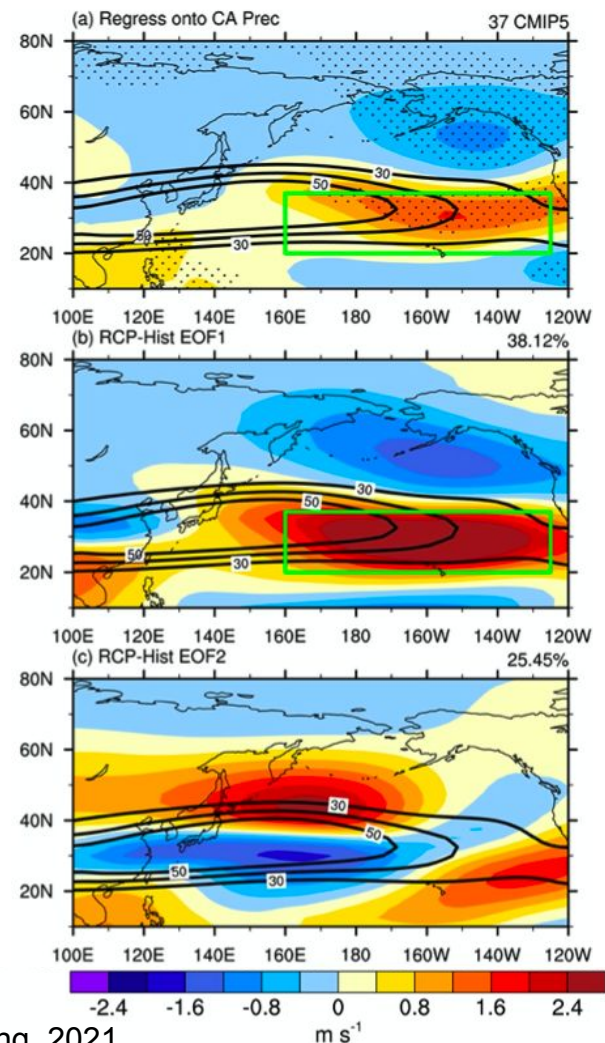 (a) Regress onto CA Prec 37 CMIP5
80N
60N
40N
20N
30
50
50
30
100E 120E 140E 160E 180 160W 140W 120W
(b) RCP-Hist EOF1 38.12%
80N
60N
40N
20N
30
50
50
30
100E 120E 140E 160E 180 160W 140W 120W
(c) RCP-Hist EOF2 25.45%
80N
60N
40N
20N
30
50
50
30
100E 120E 140E 160E 180 160W 140W 120W
-2.4 -1.6 -0.8 0 0.8 1.6 2.4
m s⁻¹
2021